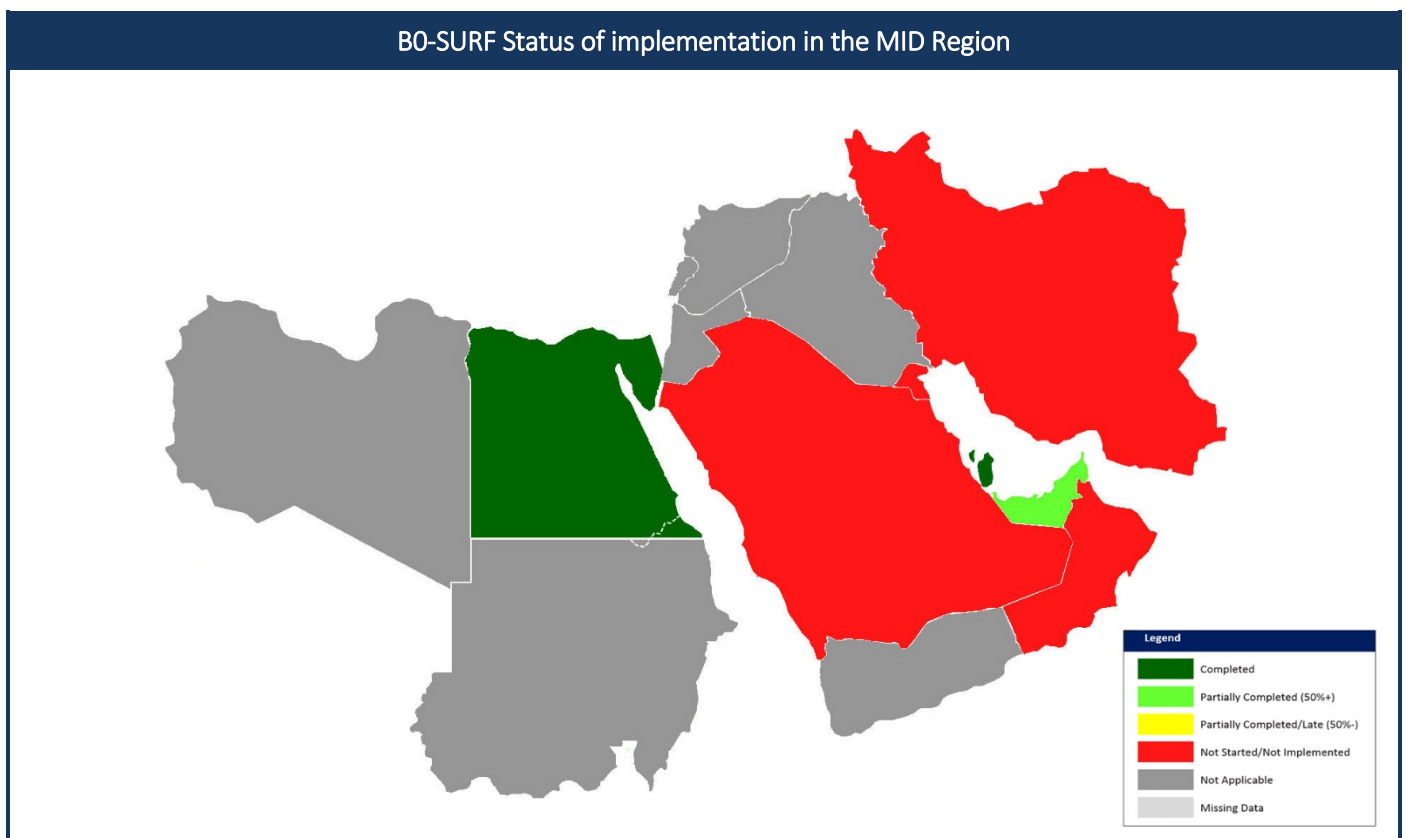 B0-SURF Status of implementation in the MID Region
Legend
Completed
Partially Completed (50%+)
Partially Completed/Late (50%-)
Not Started/Not Implemented
Not Applicable
Missing Data